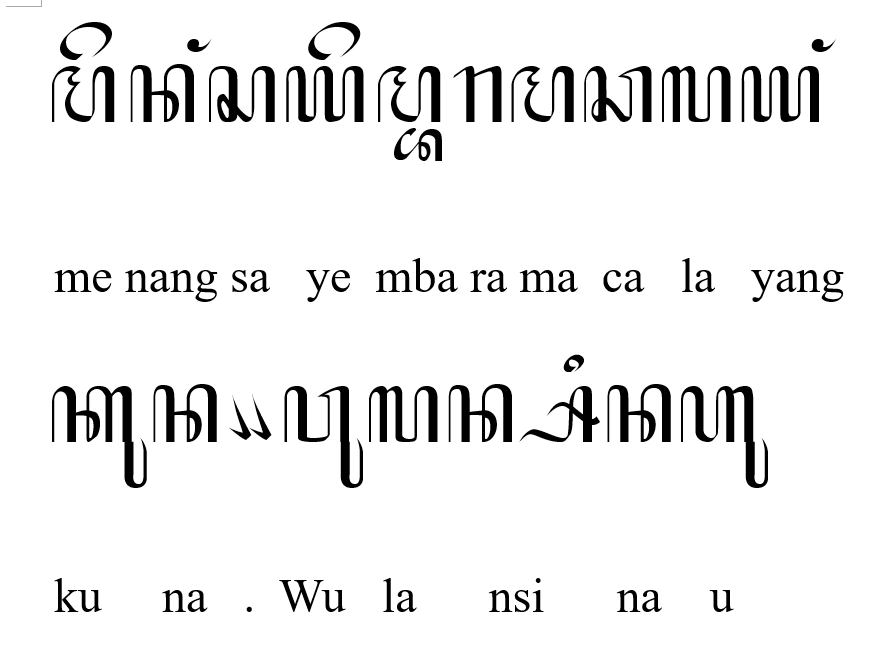 ꦩꦼꦤꦁꦱꦪꦼꦩ꧀ꦧꦫꦩꦕꦭꦪꦁ
me nang sa ye mba ra ma ca la yang
ꦏꦸꦤ꧉ꦮꦸꦭꦤ꧀ꦱꦶꦤꦲꦸ
ku na . Wu la nsi na u